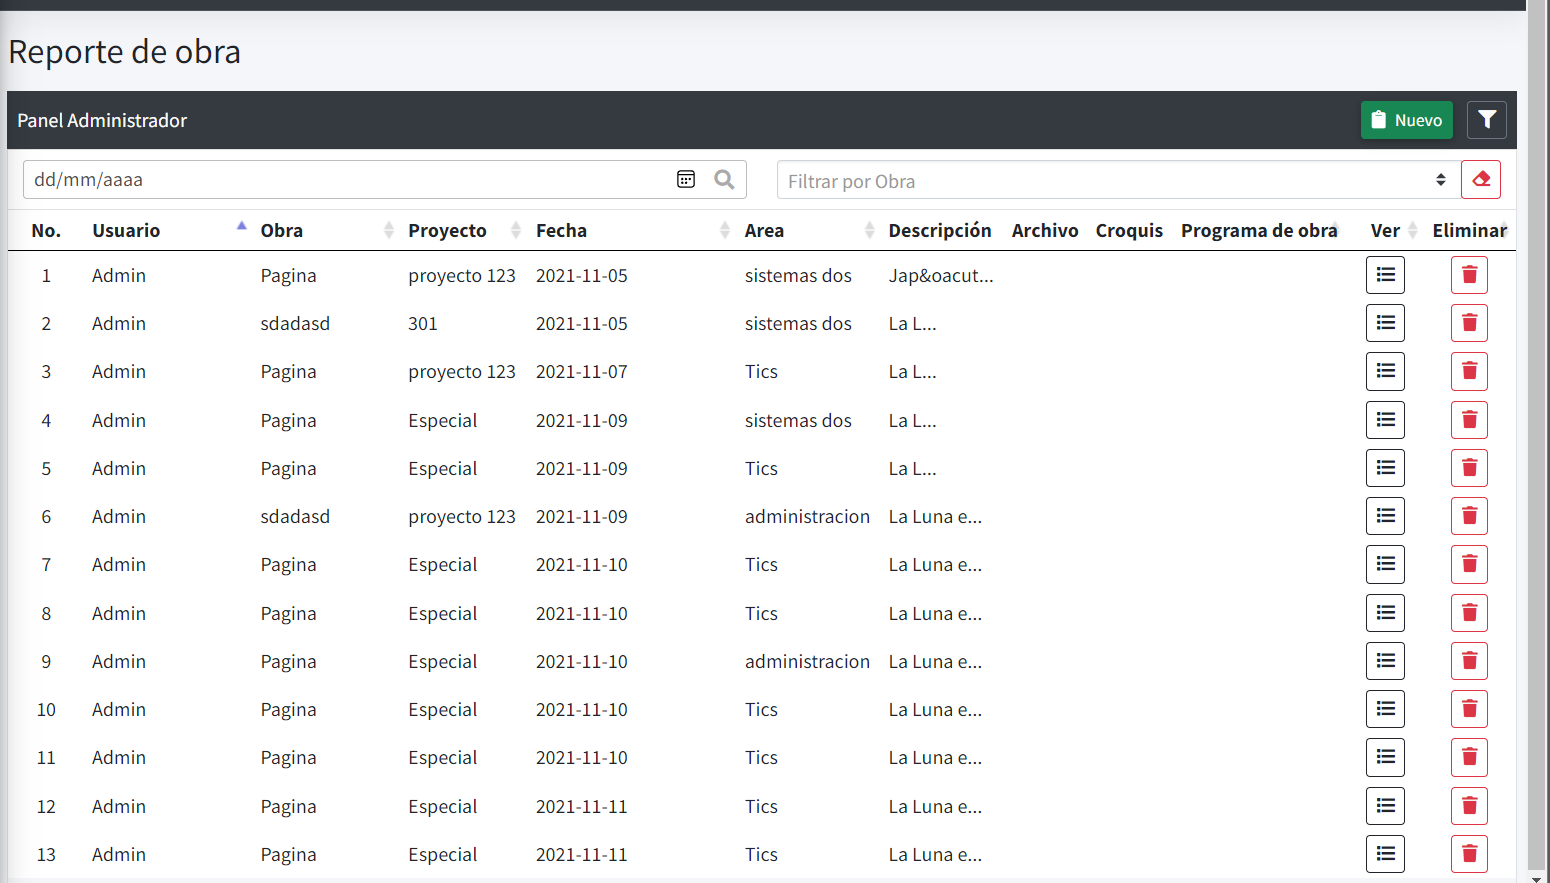 Reporte de obra
Panel Administrador Nuevo
dd/mm/aaaa Filtrar por Obra
No. Usuario Obra Proyecto Fecha Area Descripción Archivo Croquis Programa de obra Ver Eliminar
1 Admin Pagina proyecto 123 2021-11-05 sistemas dos Jap&oacut...
2 Admin sdadasd 301 2021-11-05 sistemas dos La L...
3 Admin Pagina proyecto 123 2021-11-07 Tics La L...
4 Admin Pagina Especial 2021-11-09 sistemas dos La L...
5 Admin Pagina Especial 2021-11-09 Tics La L...
6 Admin sdadasd proyecto 123 2021-11-09 administracion La Luna e...
7 Admin Pagina Especial 2021-11-10 Tics La Luna e...
8 Admin Pagina Especial 2021-11-10 Tics La Luna e...
9 Admin Pagina Especial 2021-11-10 administracion La Luna e...
10 Admin Pagina Especial 2021-11-10 Tics La Luna e...
11 Admin Pagina Especial 2021-11-10 Tics La Luna e...
12 Admin Pagina Especial 2021-11-11 Tics La Luna e...
13 Admin Pagina Especial 2021-11-11 Tics La Luna e...